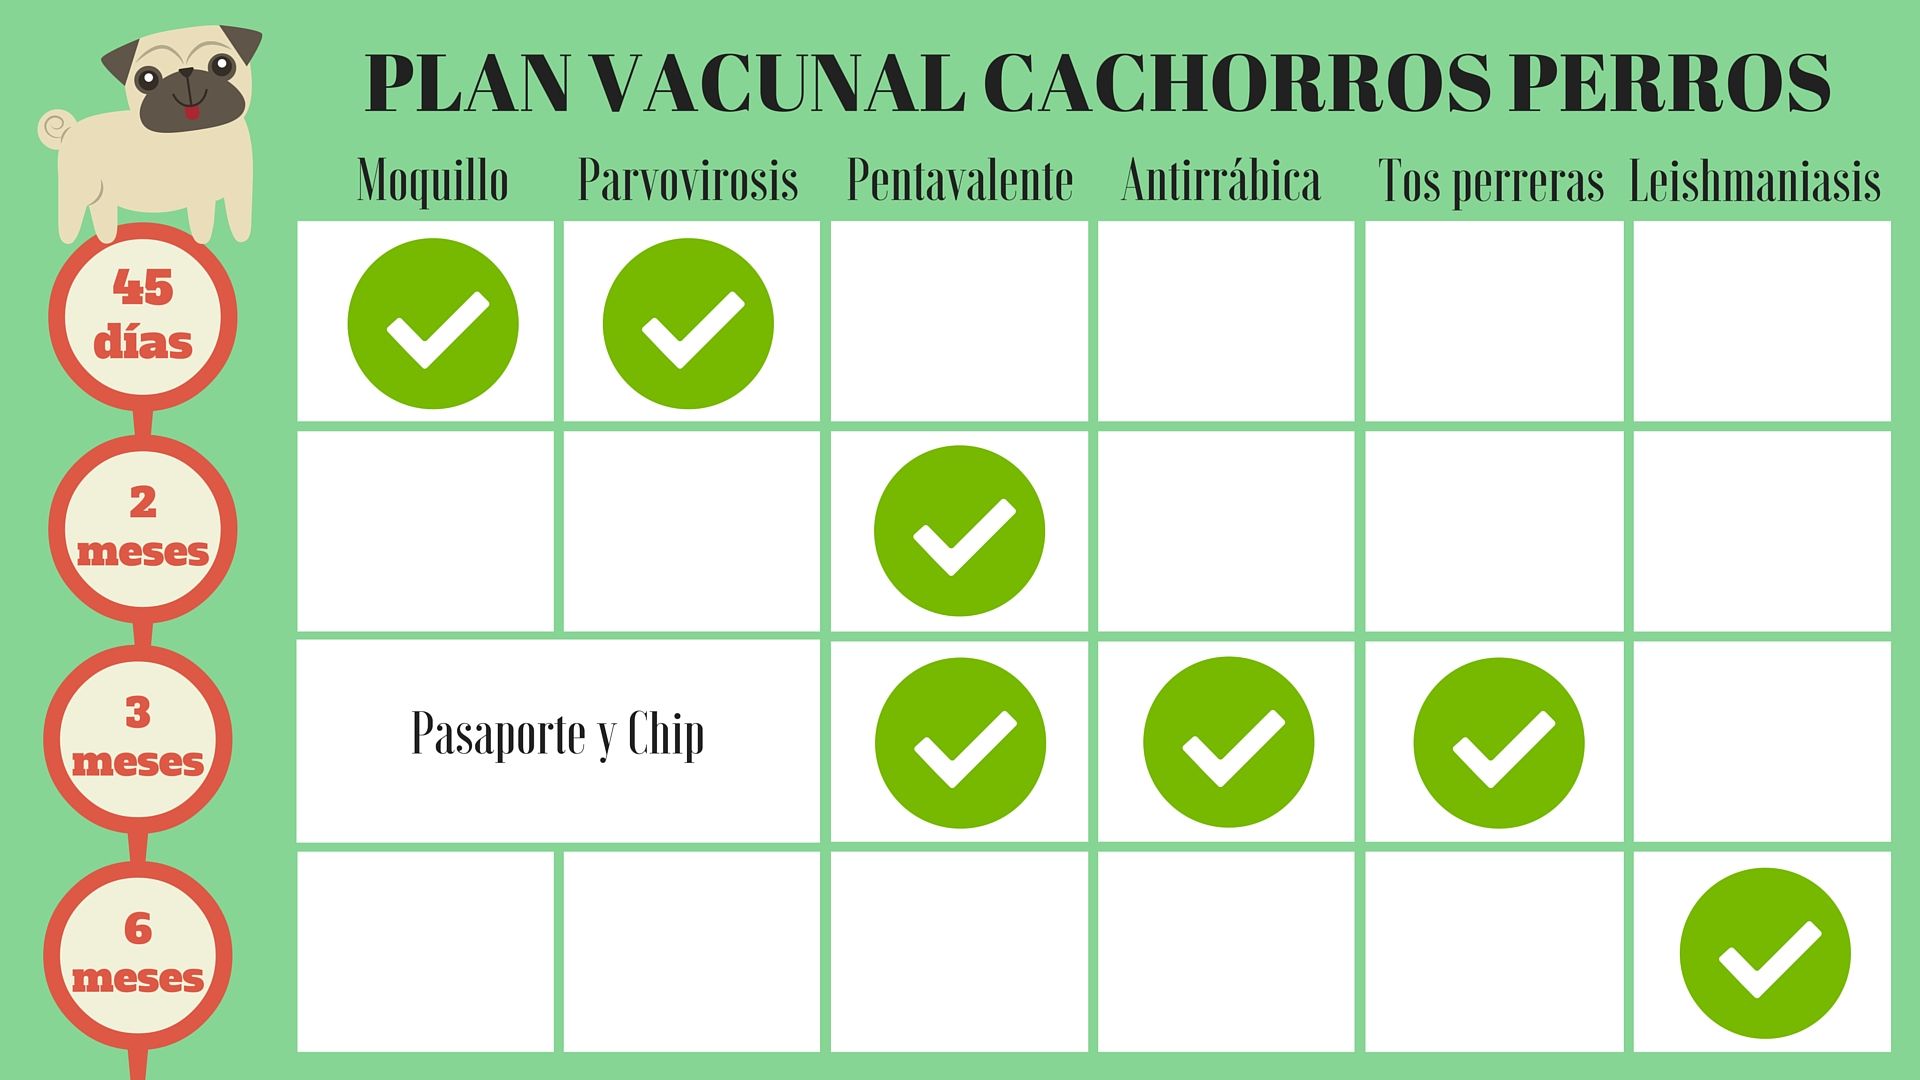 PLAN VACUNAL CACHORROS PERROS
Moquillo Parvovirosis Pentavalente Antirrábica Tos perreras Leishmaniasis
45
días
2
meses
3
meses
Pasaporte y Chip
6
meses